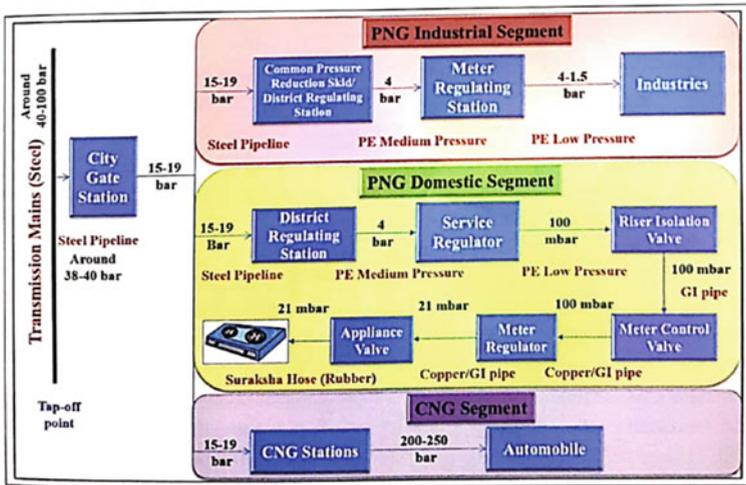 Transmission Mains (Steel)
Around
40-100 bar
City
Gate
Station
Steel Pipeline
Around
38-40 bar
Tap-off
point
15-19
bar
PNG Industrial Segment
15-19
bar
Steel Pipeline
Common Pressure
Reduction Skid/
District Regulating
Station
4
bar
PE Medium Pressure
Meter
Regulating
Station
4-1.5
bar
PE Low Pressure
Industries
PNG Domestic Segment
15-19
Bar
Steel Pipeline
District
Regulating
Station
4
bar
PE Medium Pressure
Service
Regulator
100
mbar
PE Low Pressure
Riser Isolation
Valve
100 mbar
GI pipe
Meter Control
Valve
100 mbar
Copper/GI pipe
Meter
Regulator
21 mbar
Copper/GI pipe
Appliance
Valve
21 mbar
Suraksha Hose (Rubber)
CNG Segment
15-19
bar
CNG Stations
200-250
bar
Automobile